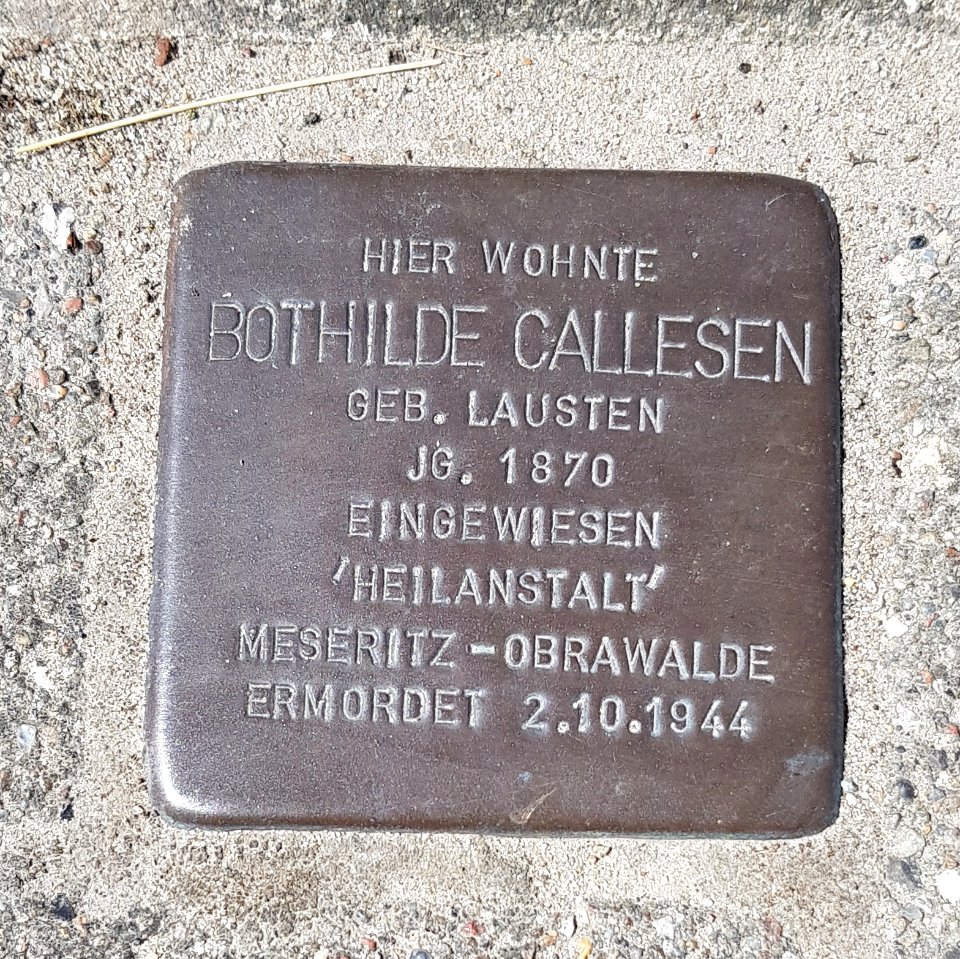 HIER WOHNTE
BOTHILDE CALLESEN
GEB. LAUSTEN
JG. 1870
EINGEWIESEN
'HEILANSTALT'
MESERITZ-OBRAWALDE
ERMORDET 2.10.1944